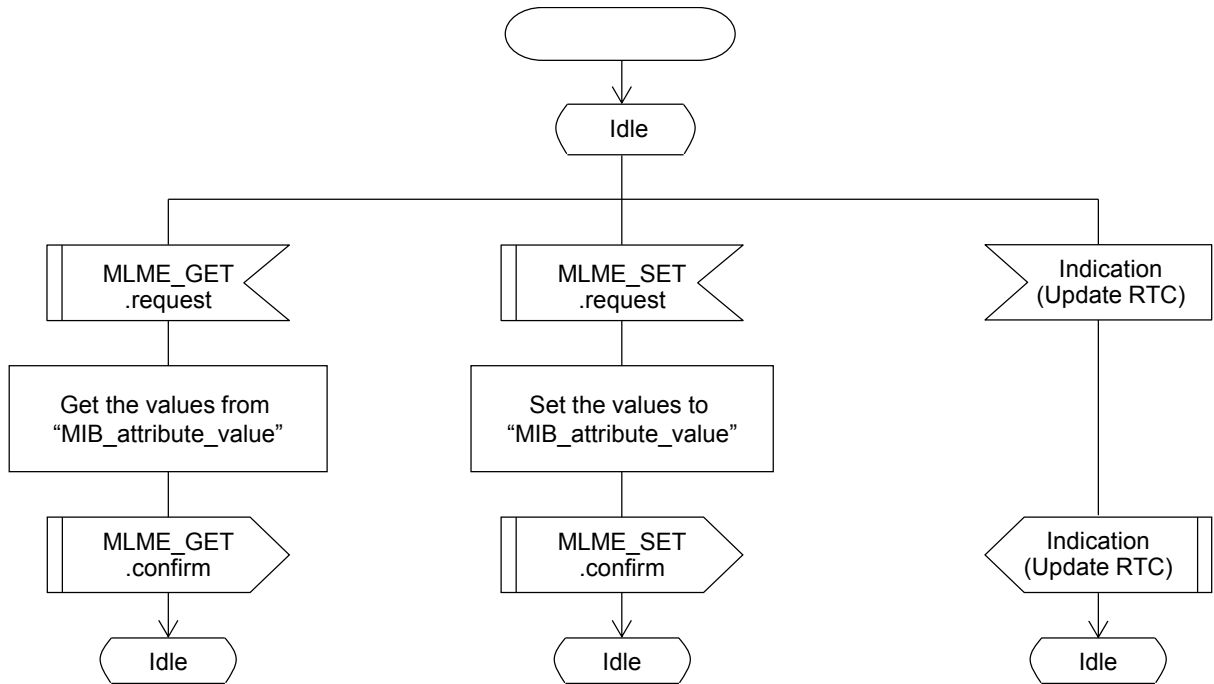 Idle
MLME_GET
.request
MLME_SET
.request
Indication
(Update RTC)
Get the values from
“MIB_attribute_value”
Set the values to
“MIB_attribute_value”
MLME_GET
.confirm
MLME_SET
.confirm
Indication
(Update RTC)
Idle
Idle
Idle